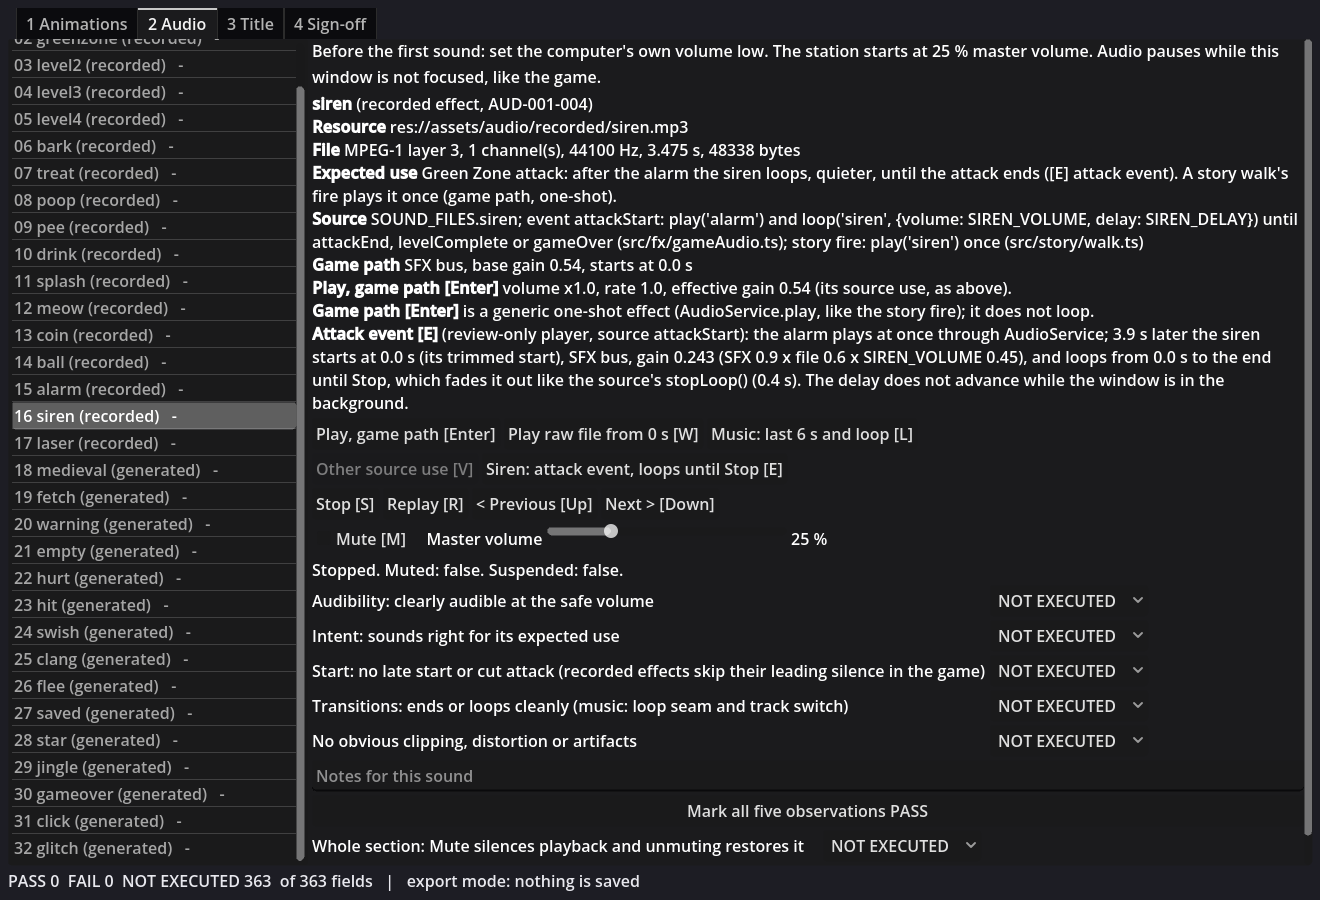 1 Animations
2 Audio
3 Title
4 Sign-off
02 greenzone (recorded) -
03 level2 (recorded) -
04 level3 (recorded) -
05 level4 (recorded) -
06 bark (recorded) -
07 treat (recorded) -
08 poop (recorded) -
09 pee (recorded) -
10 drink (recorded) -
11 splash (recorded) -
12 meow (recorded) -
13 coin (recorded) -
14 ball (recorded) -
15 alarm (recorded) -
16 siren (recorded) -
17 laser (recorded) -
18 medieval (generated) -
19 fetch (generated) -
20 warning (generated) -
21 empty (generated) -
22 hurt (generated) -
23 hit (generated) -
24 swish (generated) -
25 clang (generated) -
26 flee (generated) -
27 saved (generated) -
28 star (generated) -
29 jingle (generated) -
30 gameover (generated) -
31 click (generated) -
32 glitch (generated) -
Before the first sound: set the computer's own volume low. The station starts at 25 % master volume. Audio pauses while this
window is not focused, like the game.
siren (recorded effect, AUD-001-004)
Resource res://assets/audio/recorded/siren.mp3
File MPEG-1 layer 3, 1 channel(s), 44100 Hz, 3.475 s, 48338 bytes
Expected use Green Zone attack: after the alarm the siren loops, quieter, until the attack ends ([E] attack event). A story walk's
fire plays it once (game path, one-shot).
Source SOUND_FILES.siren; event attackStart: play('alarm') and loop('siren', {volume: SIREN_VOLUME, delay: SIREN_DELAY}) until
attackEnd, levelComplete or gameOver (src/fx/gameAudio.ts); story fire: play('siren') once (src/story/walk.ts)
Game path SFX bus, base gain 0.54, starts at 0.0 s
Play, game path [Enter] volume x1.0, rate 1.0, effective gain 0.54 (its source use, as above).
Game path [Enter] is a generic one-shot effect (AudioService.play, like the story fire); it does not loop.
Attack event [E] (review-only player, source attackStart): the alarm plays at once through AudioService; 3.9 s later the siren
starts at 0.0 s (its trimmed start), SFX bus, gain 0.243 (SFX 0.9 x file 0.6 x SIREN_VOLUME 0.45), and loops from 0.0 s to the end
until Stop, which fades it out like the source's stopLoop() (0.4 s). The delay does not advance while the window is in the
background.
Play, game path [Enter] Play raw file from 0 s [W] Music: last 6 s and loop [L]
Other source use [V] Siren: attack event, loops until Stop [E]
Stop [S] Replay [R] < Previous [Up] Next > [Down]
Mute [M] Master volume 25 %
Stopped. Muted: false. Suspended: false.
Audibility: clearly audible at the safe volume NOT EXECUTED
Intent: sounds right for its expected use NOT EXECUTED
Start: no late start or cut attack (recorded effects skip their leading silence in the game) NOT EXECUTED
Transitions: ends or loops cleanly (music: loop seam and track switch) NOT EXECUTED
No obvious clipping, distortion or artifacts NOT EXECUTED
Notes for this sound
Mark all five observations PASS
Whole section: Mute silences playback and unmuting restores it NOT EXECUTED
PASS 0 FAIL 0 NOT EXECUTED 363 of 363 fields | export mode: nothing is saved